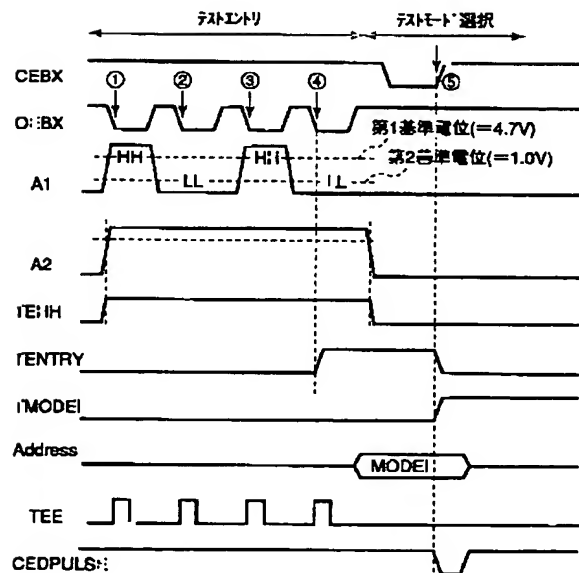 テストエントリ
テストモード選択
CEBX
① ② ③ ④ ⑤
第1基準電位(=4.7V)
HH HH
第2基準電位(=1.0V)
A1
LL LL
A2
TENTRY
Address
MODEI
TEE